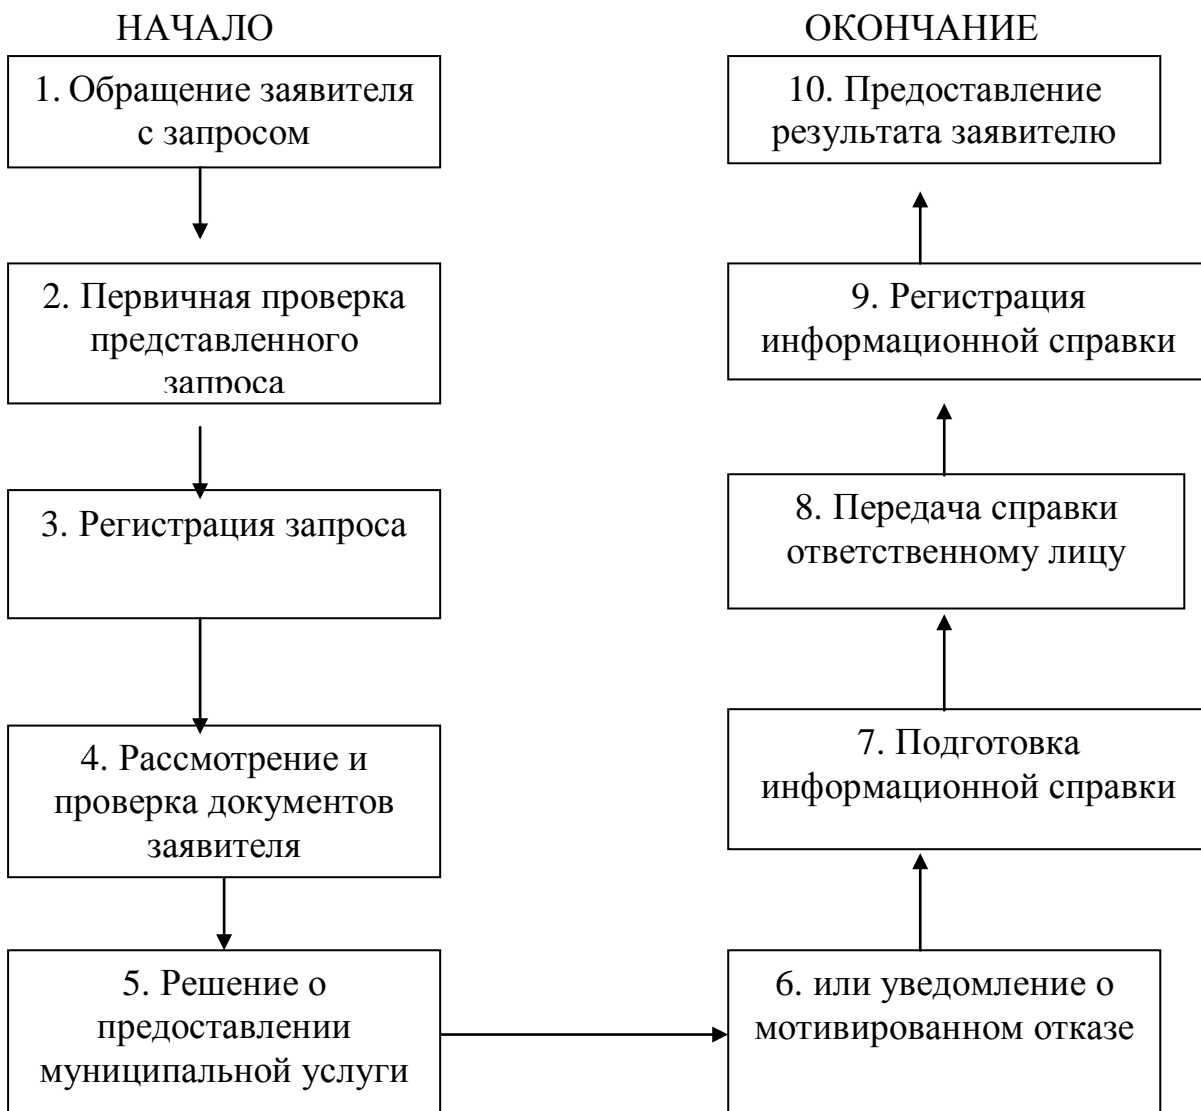 НАЧАЛО
1. Обращение заявителя
с запросом
2. Первичная проверка
представленного
запроса
3. Регистрация запроса
4. Рассмотрение и
проверка документов
заявителя
5. Решение о
предоставлении
муниципальной услуги
6. или уведомление о
мотивированном отказе
7. Подготовка
информационной справки
8. Передача справки
ответственному лицу
9. Регистрация
информационной справки
ОКОНЧАНИЕ
10. Предоставление
результата заявителю